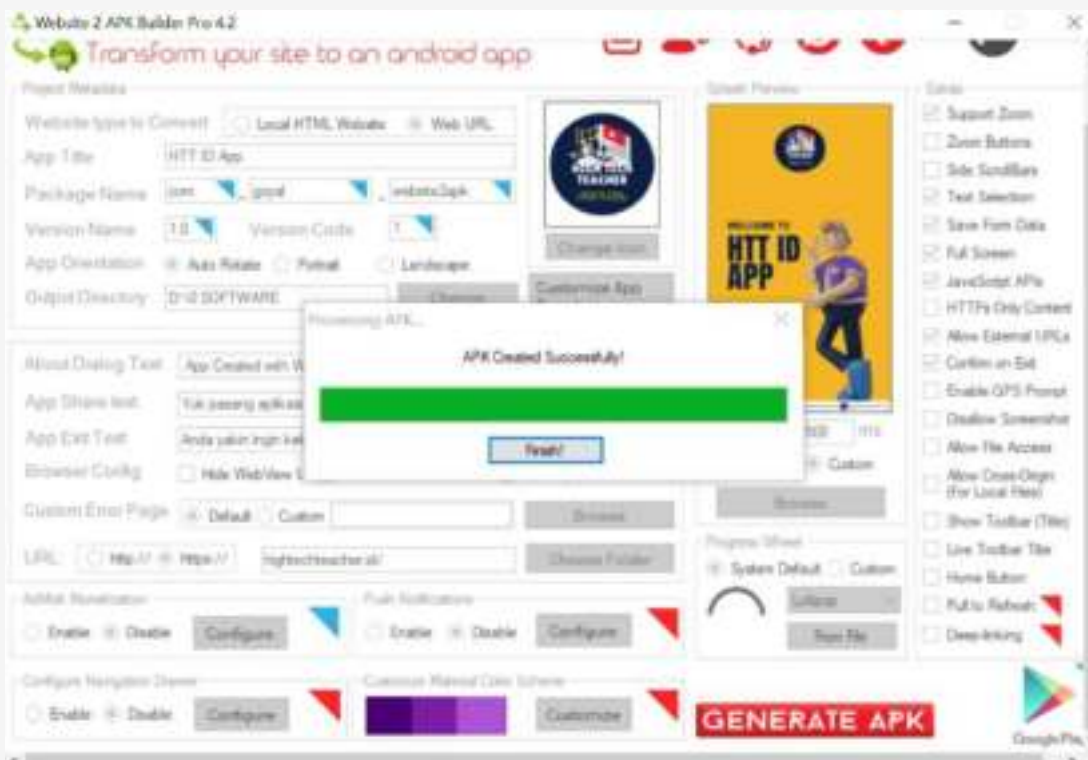 Website 2 APK Builder Pro 4.2
Transform your site to an android app
Project Metadata
Website type to Convert Local HTML Website Web URL
App Title HTT ID App
Package Name com . goyal . website2apk
Version Name 1.0 Version Code 1
App Orientation Auto Rotate Portrait Landscape
Output Directory D:\0 SOFTWARE Change
TEACHER
Change Icon
Customize App
Splash Preview
WELCOME TO
HTT ID
APP
Custom
Browse
Extras
Support Zoom
Zoom Buttons
Side ScrollBars
Text Selection
Save Form Data
Full Screen
JavaScript APIs
HTTPs Only Content
Allow External URLs
Confirm on Exit
Enable GPS Prompt
Disallow Screenshot
Allow File Access
Allow Cross-Origin
(For Local Files)
Show Toolbar (Title)
Live Toolbar Title
Home Button
Pull to Refresh
Deep-linking
Processing APK...
APK Created Successfully!
Finish!
About Dialog Text App Created with W
App Share text Yuk pasang aplikasi
App Exit Text Anda yakin ingin kel
Browser Config Hide WebView
Custom Error Page Default Custom Browse
URL: http:// https:// hightechteacher.id/ Choose Folder
Progress Wheel
System Default Custom
Lollipop
From File
AdMob Monetization
Enable Disable Configure
Push Notifications
Enable Disable Configure
Configure Navigation Drawer
Enable Disable Configure
Customize Material Color Scheme
Customize
GENERATE APK
Google Play